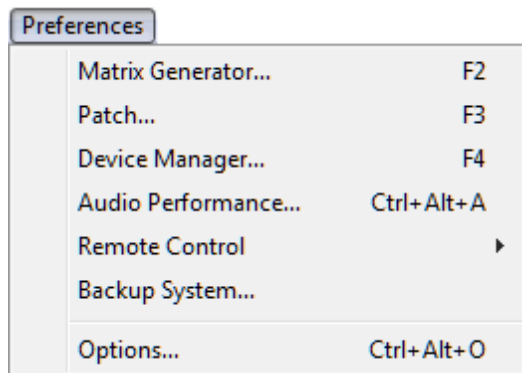 Preferences
Matrix Generator... F2
Patch... F3
Device Manager... F4
Audio Performance... Ctrl+Alt+A
Remote Control
Backup System...
Options... Ctrl+Alt+O